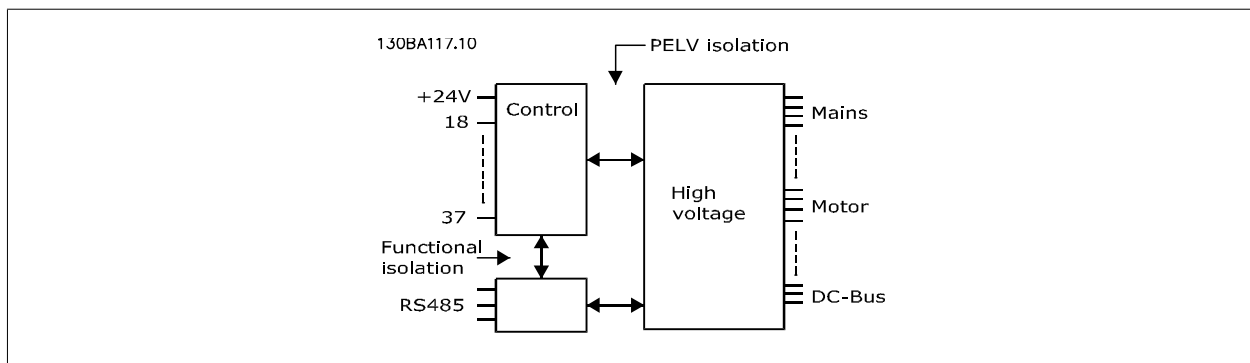 130BA117.10
PELV isolation
+24V
Control
18
Mains
High
voltage
37
Motor
Functional
isolation
RS485
DC-Bus